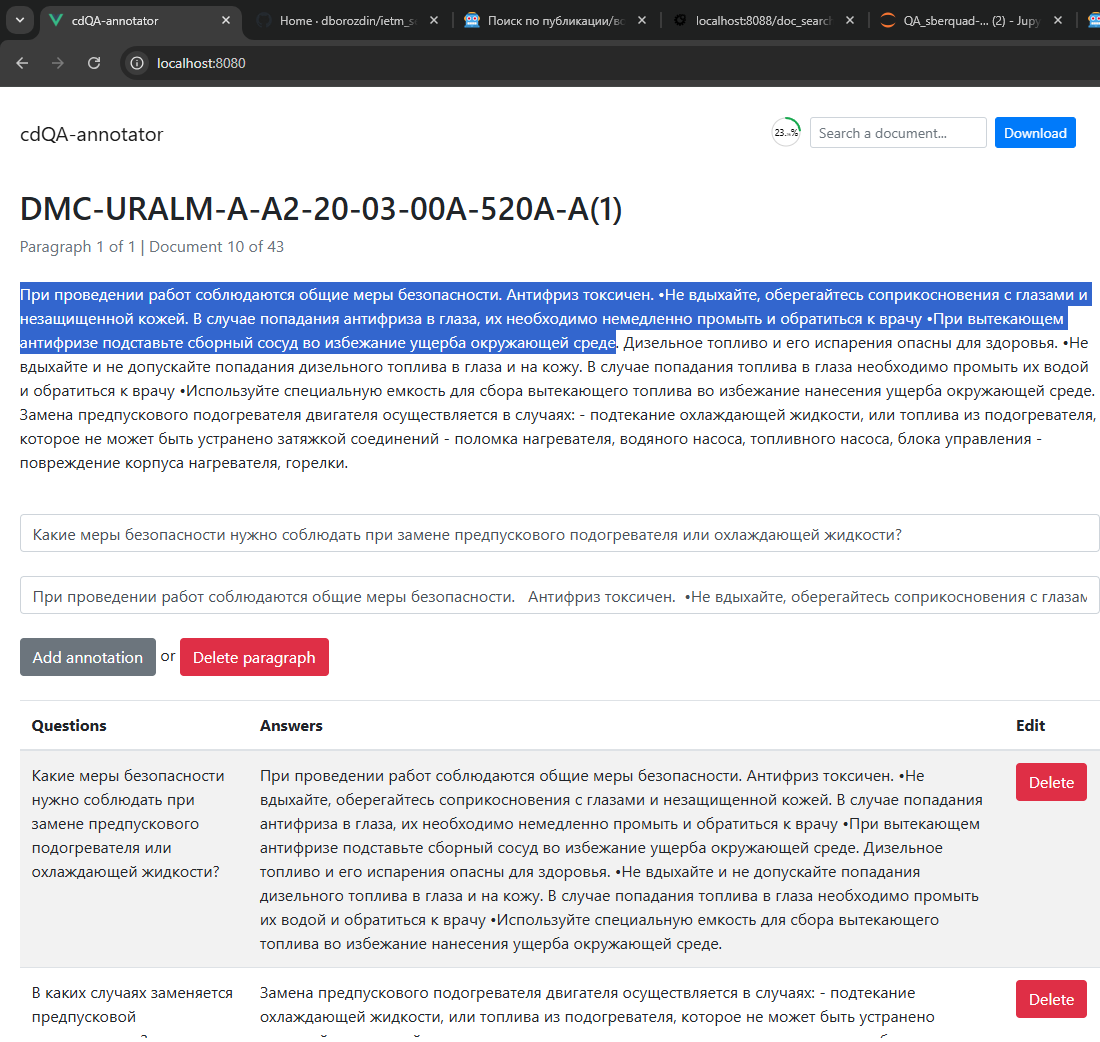 cdQA-annotator
Home · dborozdin/ietm_s
Поиск по публикации/во
localhost:8088/doc_search
QA_sberquad-... (2) - Jupy
localhost:8080
cdQA-annotator
Search a document...
Download
DMC-URALM-A-A2-20-03-00A-520A-A(1)
Paragraph 1 of 1 | Document 10 of 43
При проведении работ соблюдаются общие меры безопасности. Антифриз токсичен. •Не вдыхайте, оберегайтесь соприкосновения с глазами и
незащищенной кожей. В случае попадания антифриза в глаза, их необходимо немедленно промыть и обратиться к врачу •При вытекающем
антифризе подставьте сборный сосуд во избежание ущерба окружающей среде. Дизельное топливо и его испарения опасны для здоровья. •Не
вдыхайте и не допускайте попадания дизельного топлива в глаза и на кожу. В случае попадания топлива в глаза необходимо промыть их водой
и обратиться к врачу •Используйте специальную емкость для сбора вытекающего топлива во избежание нанесения ущерба окружающей среде.
Замена предпускового подогревателя двигателя осуществляется в случаях: - подтекание охлаждающей жидкости, или топлива из подогревателя,
которое не может быть устранено затяжкой соединений - поломка нагревателя, водяного насоса, топливного насоса, блока управления -
повреждение корпуса нагревателя, горелки.
Какие меры безопасности нужно соблюдать при замене предпускового подогревателя или охлаждающей жидкости?
При проведении работ соблюдаются общие меры безопасности. Антифриз токсичен. •Не вдыхайте, оберегайтесь соприкосновения с глазам
Add annotation or Delete paragraph
Questions Answers Edit
Какие меры безопасности
нужно соблюдать при
замене предпускового
подогревателя или
охлаждающей жидкости?
При проведении работ соблюдаются общие меры безопасности. Антифриз токсичен. •Не
вдыхайте, оберегайтесь соприкосновения с глазами и незащищенной кожей. В случае попадания
антифриза в глаза, их необходимо немедленно промыть и обратиться к врачу •При вытекающем
антифризе подставьте сборный сосуд во избежание ущерба окружающей среде. Дизельное
топливо и его испарения опасны для здоровья. •Не вдыхайте и не допускайте попадания
дизельного топлива в глаза и на кожу. В случае попадания топлива в глаза необходимо промыть
их водой и обратиться к врачу •Используйте специальную емкость для сбора вытекающего
топлива во избежание нанесения ущерба окружающей среде.
Delete
В каких случаях заменяется
предпусковой
Замена предпускового подогревателя двигателя осуществляется в случаях: - подтекание
охлаждающей жидкости, или топлива из подогревателя, которое не может быть устранено
Delete